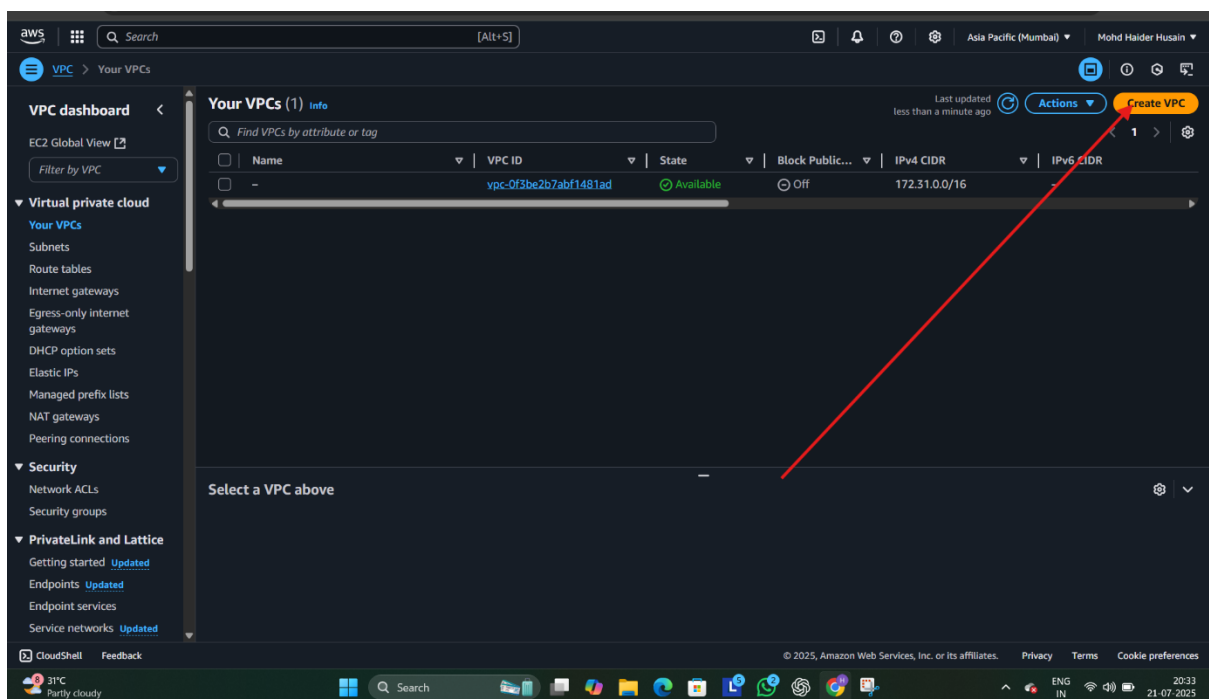 aws
Search [Alt+S]
Asia Pacific (Mumbai) Mohd Haider Husain
VPC > Your VPCs
VPC dashboard
EC2 Global View
Filter by VPC
Virtual private cloud
Your VPCs
Subnets
Route tables
Internet gateways
Egress-only internet
gateways
DHCP option sets
Elastic IPs
Managed prefix lists
NAT gateways
Peering connections
Security
Network ACLs
Security groups
PrivateLink and Lattice
Getting started Updated
Endpoints Updated
Endpoint services
Service networks Updated
Your VPCs (1) Info
Last updated
less than a minute ago
Actions
Create VPC
Find VPCs by attribute or tag
1
Name VPC ID State Block Public... IPv4 CIDR IPv6 CIDR
– vpc-0f3be2b7abf1481ad Available Off 172.31.0.0/16 –
Select a VPC above
CloudShell Feedback
© 2025, Amazon Web Services, Inc. or its affiliates. Privacy Terms Cookie preferences
8
31°C
Partly cloudy
Search
ENG
IN
20:33
21-07-2025